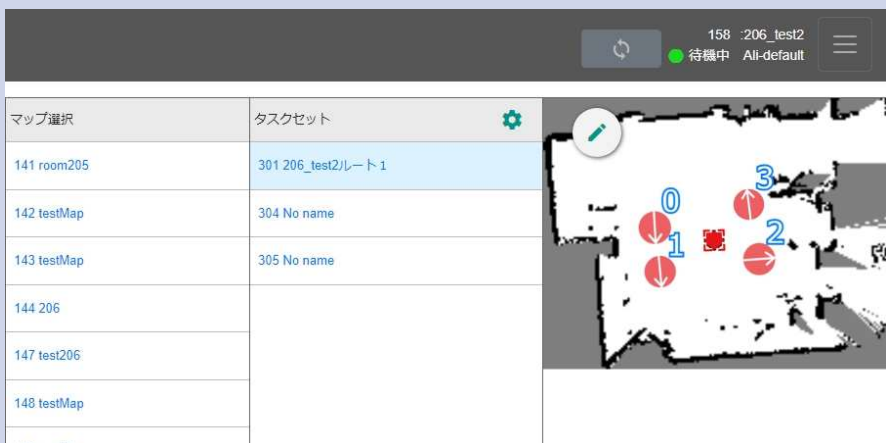 158 :206_test2
待機中 Ali-default
マップ選択
タスクセット
141 room205
301 206_test2ルート1
142 testMap
304 No name
143 testMap
305 No name
144 206
147 test206
148 testMap
0
1
2
3